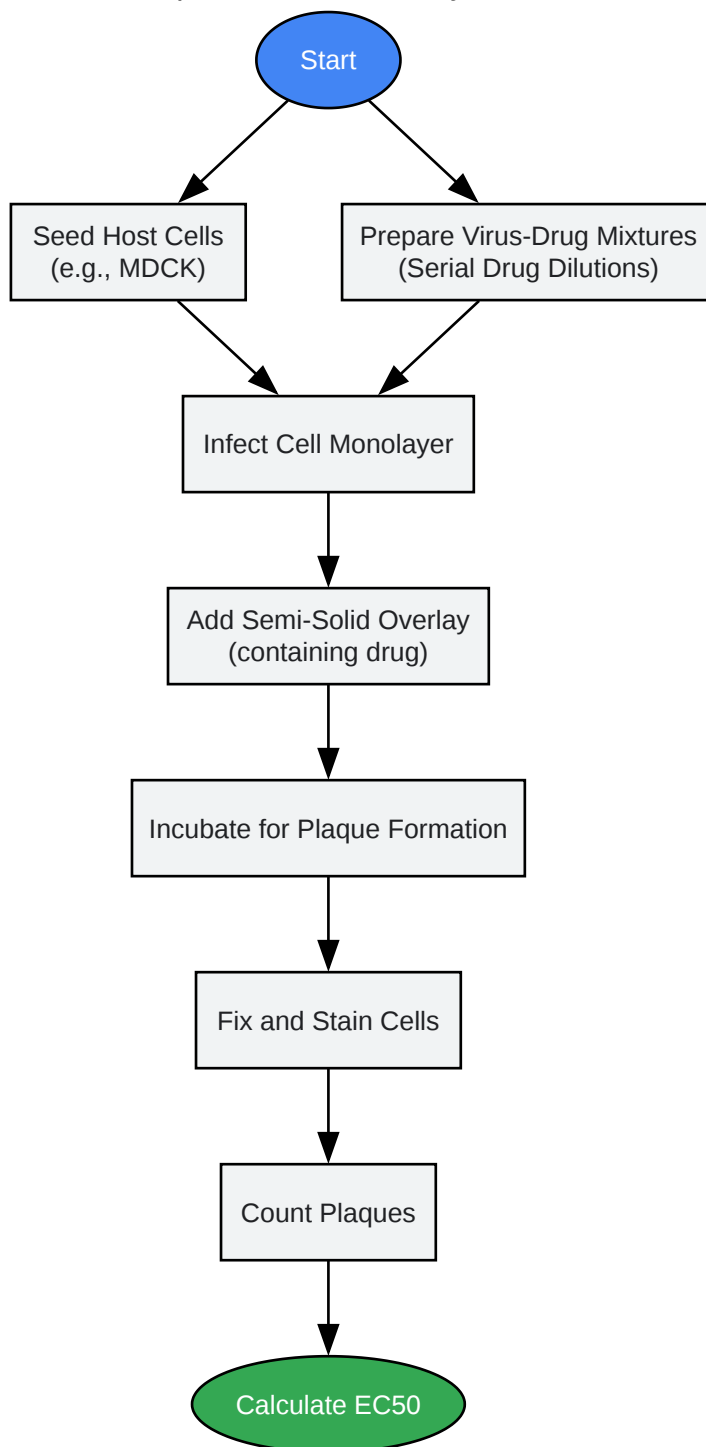 Start
Seed Host Cells
(e.g., MDCK)
Prepare Virus-Drug Mixtures
(Serial Drug Dilutions)
Infect Cell Monolayer
Add Semi-Solid Overlay
(containing drug)
Incubate for Plaque Formation
Fix and Stain Cells
Count Plaques
Calculate EC50